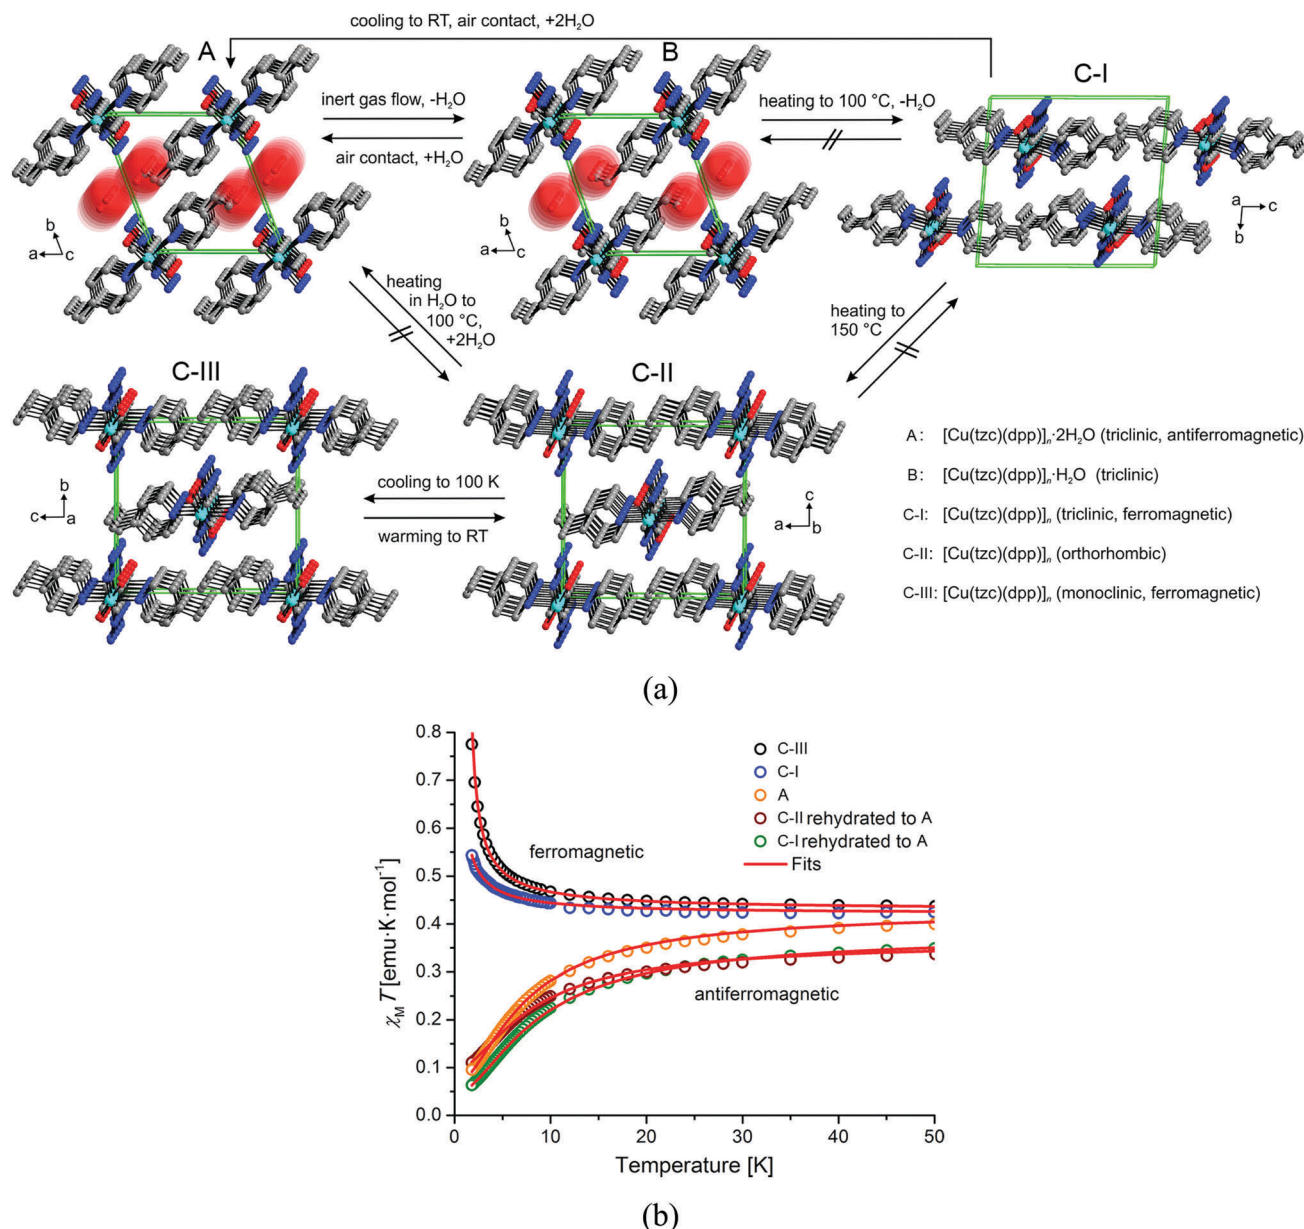 cooling to RT, air contact, +2H₂O
A
B
C-I
inert gas flow, -H₂O
air contact, +H₂O
heating to 100 °C, -H₂O
b
a
c
b
a
c
a
c
b
heating
in H₂O to
100 °C,
+2H₂O
heating to
150 °C
C-III
C-II
b
c
a
cooling to 100 K
warming to RT
c
a
b
A: [Cu(tzc)(dpp)]ₙ·2H₂O (triclinic, antiferromagnetic)
B: [Cu(tzc)(dpp)]ₙ·H₂O (triclinic)
C-I: [Cu(tzc)(dpp)]ₙ (triclinic, ferromagnetic)
C-II: [Cu(tzc)(dpp)]ₙ (orthorhombic)
C-III: [Cu(tzc)(dpp)]ₙ (monoclinic, ferromagnetic)
(a)
0.8
0.7
0.6
0.5
0.4
0.3
0.2
0.1
0.0
χ_M T [emu·K·mol⁻¹]
C-III
C-I
A
C-II rehydrated to A
C-I rehydrated to A
Fits
ferromagnetic
antiferromagnetic
0 10 20 30 40 50
Temperature [K]
(b)